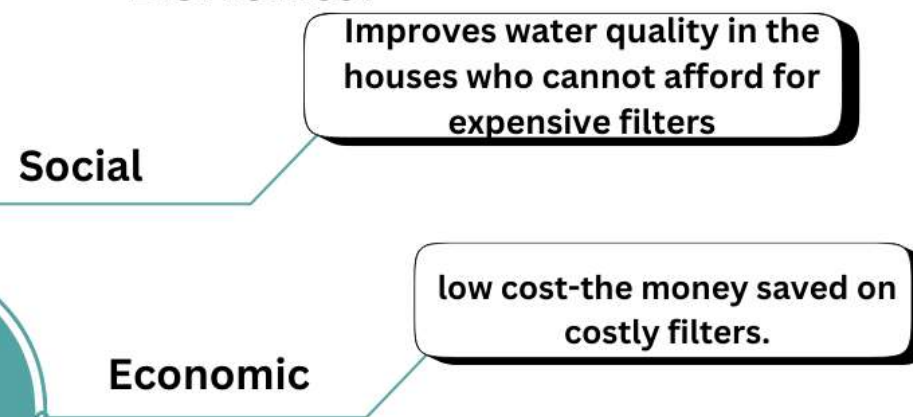 Improves water quality in the
houses who cannot afford for
expensive filters
Social
low cost-the money saved on
costly filters.
Economic